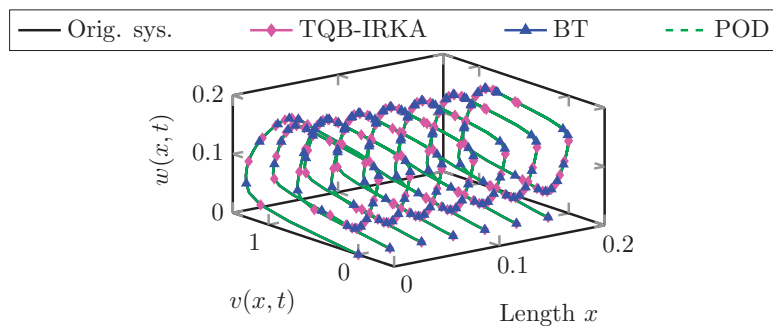 Orig. sys. TQB-IRKA BT POD
0.2
0.1
0
w(x, t)
1
0
v(x, t)
0
0.1
0.2
Length x